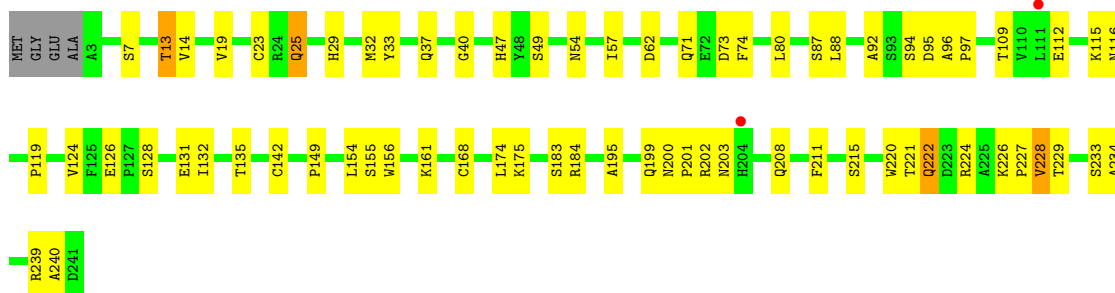 MET GLY GLU ALA A3 S7 T13 V14 V19 C23 R24 Q25 H29 M32 Y33 Q37 G40 H47 Y48 S49 N54 I57 D62 Q71 E72 D73 F74 L80 S87 L88 A92 S93 S94 D95 A96 P97 T109 V110 L111 E112 K115 N116
P119 V124 F125 E126 P127 S128 E131 I132 T135 C142 P149 L154 S155 W156 K161 C168 L174 K175 S183 R184 A195 Q199 N200 P201 R202 N203 H204 Q208 F211 S215 W220 T221 Q222 D223 R224 A225 K226 P227 V228 T229 S233 A234
R239 A240 D241